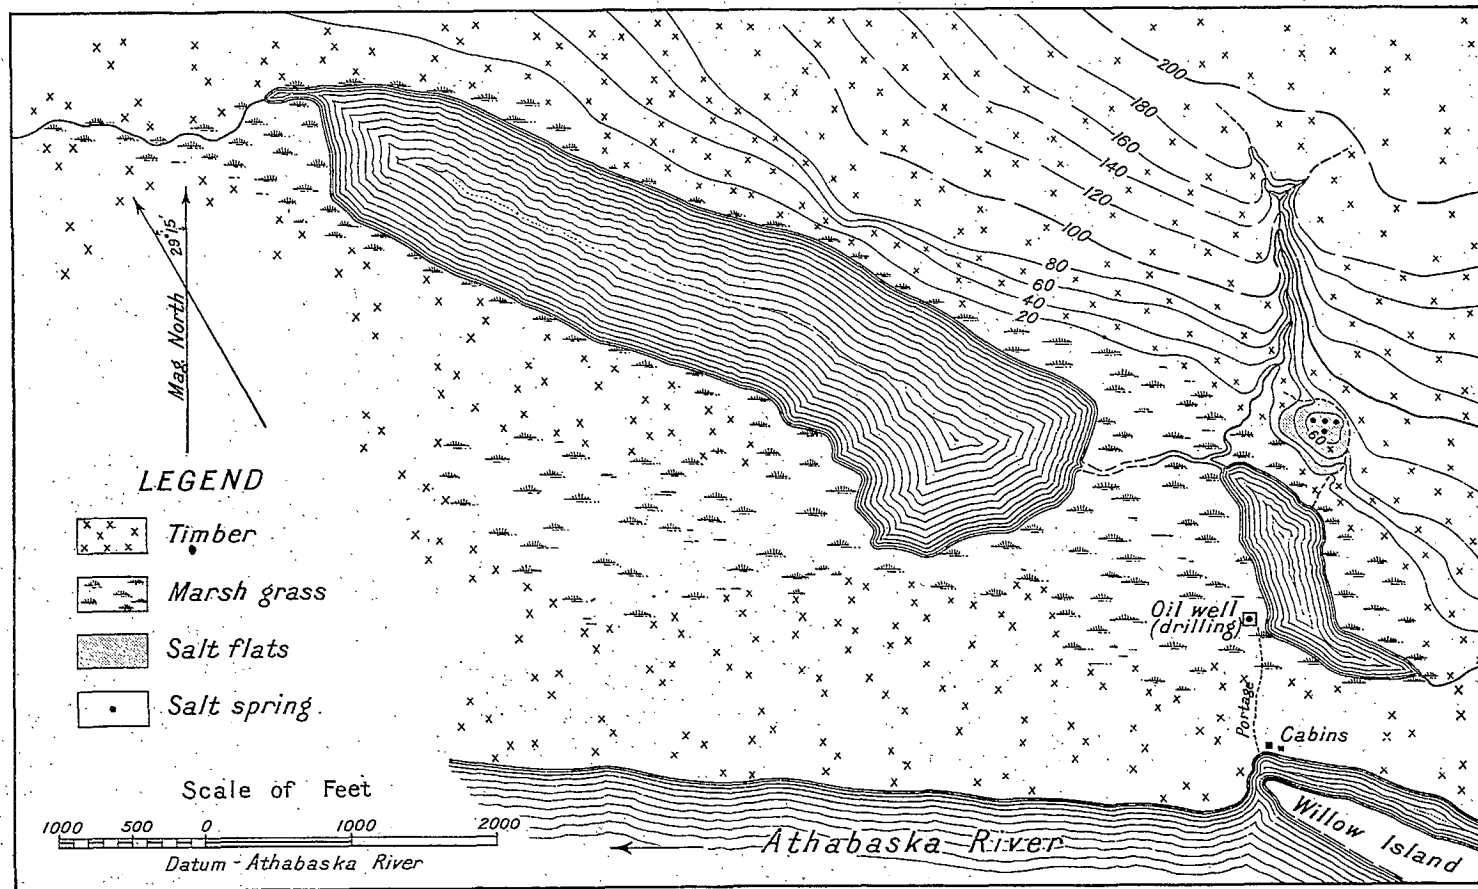 200
180
160
140
120
100
80
60
40
20
60
29°15'
Mag. North
LEGEND
Timber
Marsh grass
Salt flats
Salt spring.
Oil well
(drilling)
Portage
Cabins
Willow Island
Athabaska River
Scale of Feet
1000 500 0 1000 2000
Datum - Athabaska River